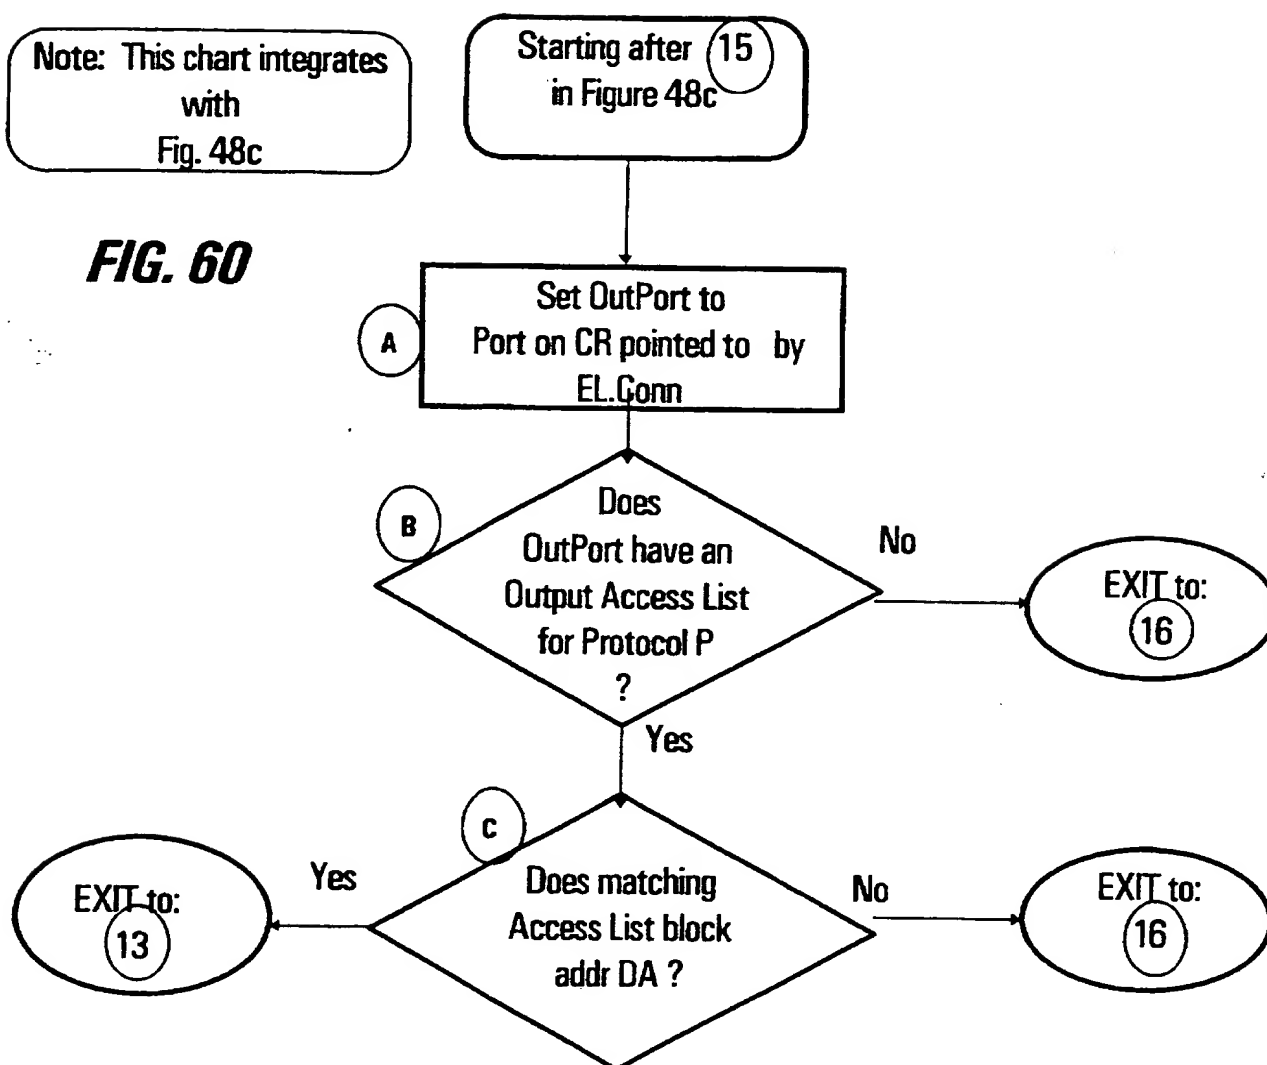 Note: This chart integrates
with
Fig. 48c
Starting after 15
in Figure 48c
FIG. 60
A
Set OutPort to
Port on CR pointed to by
EL.Conn
B
Does
OutPort have an
Output Access List
for Protocol P
?
No
EXIT to:
16
Yes
C
Does matching
Access List block
addr DA ?
Yes
EXIT to:
13
No
EXIT to:
16